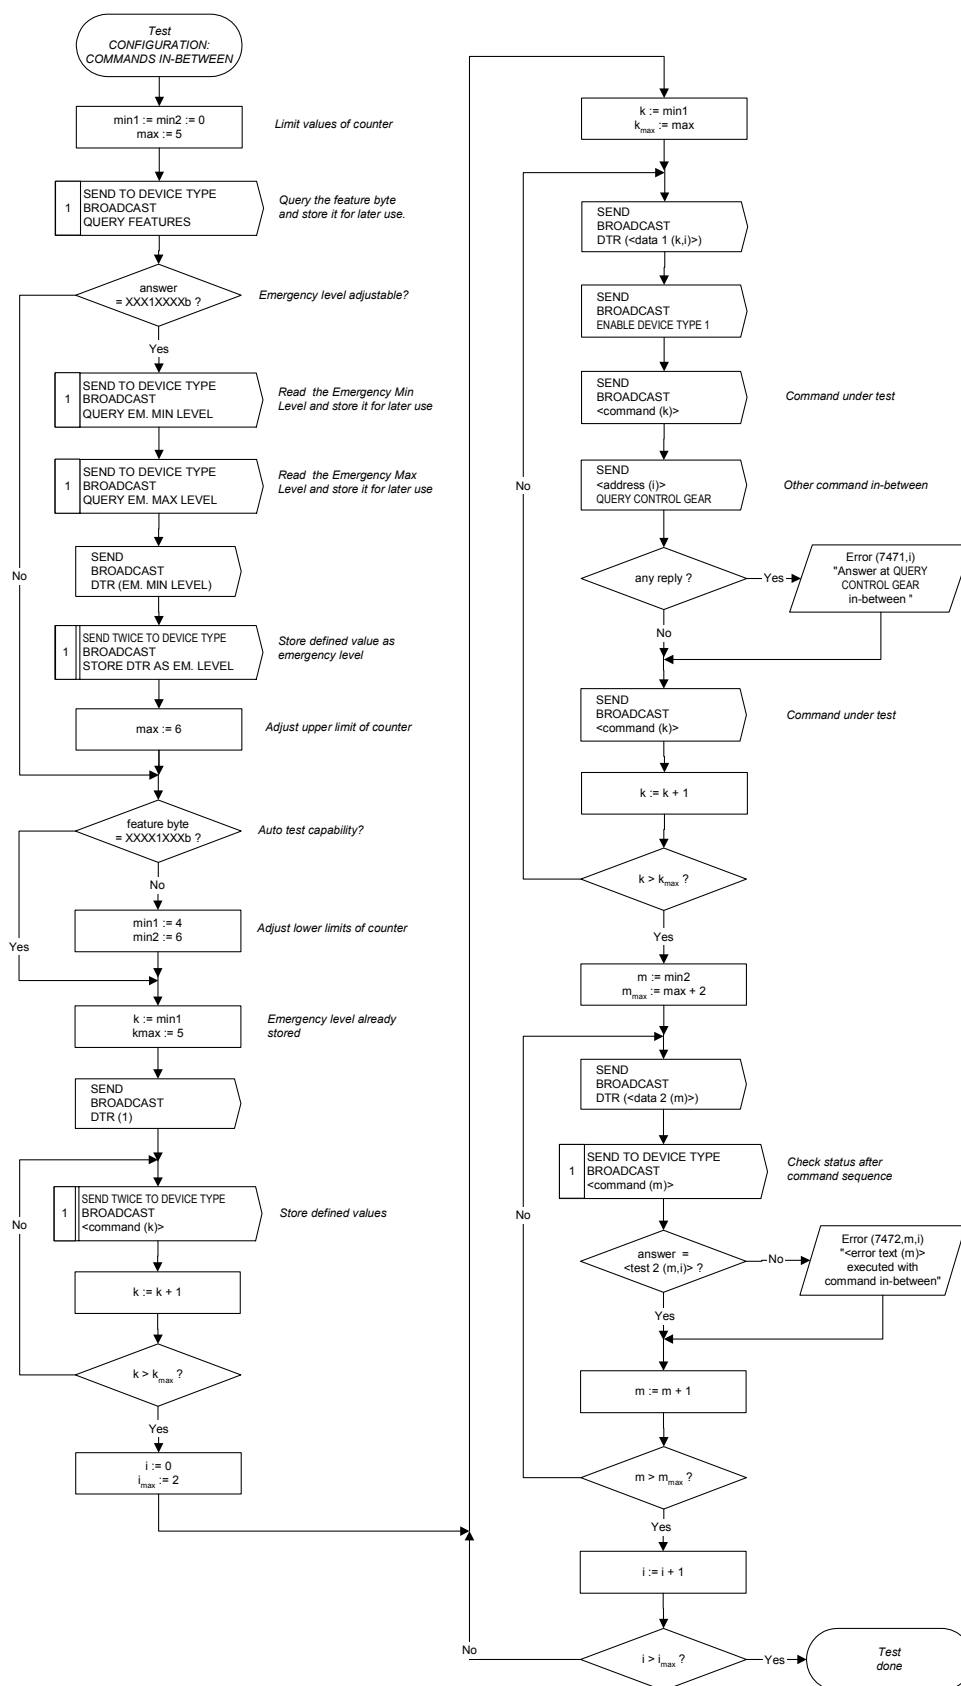 Test
CONFIGURATION:
COMMANDS IN-BETWEEN
min1 := min2 := 0
max := 5
Limit values of counter
1
SEND TO DEVICE TYPE
BROADCAST
QUERY FEATURES
Query the feature byte
and store it for later use.
answer
= XXX1XXXXb ?
Emergency level adjustable?
Yes
1
SEND TO DEVICE TYPE
BROADCAST
QUERY EM. MIN LEVEL
Read  the Emergency Min
Level and store it for later use
1
SEND TO DEVICE TYPE
BROADCAST
QUERY EM. MAX LEVEL
Read  the Emergency Max
Level and store it for later use
No
SEND
BROADCAST
DTR (EM. MIN LEVEL)
1
SEND TWICE TO DEVICE TYPE
BROADCAST
STORE DTR AS EM. LEVEL
Store defined value as
emergency level
max := 6
Adjust upper limit of counter
feature byte
= XXXX1XXXb ?
Auto test capability?
No
min1 := 4
min2 := 6
Adjust lower limits of counter
Yes
k := min1
kmax := 5
Emergency level already
stored
SEND
BROADCAST
DTR (1)
No
1
SEND TWICE TO DEVICE TYPE
BROADCAST
<command (k)>
Store defined values
k := k + 1
k > kmax ?
Yes
i := 0
imax := 2
k := min1
kmax := max
SEND
BROADCAST
DTR (<data 1 (k,i)>)
SEND
BROADCAST
ENABLE DEVICE TYPE 1
SEND
BROADCAST
<command (k)>
Command under test
No
SEND
<address (i)>
QUERY CONTROL GEAR
Other command in-between
any reply ?
Yes
Error (7471,i)
"Answer at QUERY
CONTROL GEAR
in-between "
No
SEND
BROADCAST
<command (k)>
Command under test
k := k + 1
k > kmax ?
Yes
m := min2
mmax := max + 2
SEND
BROADCAST
DTR (<data 2 (m)>)
1
SEND TO DEVICE TYPE
BROADCAST
<command (m)>
Check status after
command sequence
No
answer  =
<test 2 (m,i)> ?
No
Error (7472,m,i)
"<error text (m)>
executed with
command in-between"
Yes
m := m + 1
m > mmax ?
Yes
i := i + 1
No
i > imax ?
Yes
Test
done